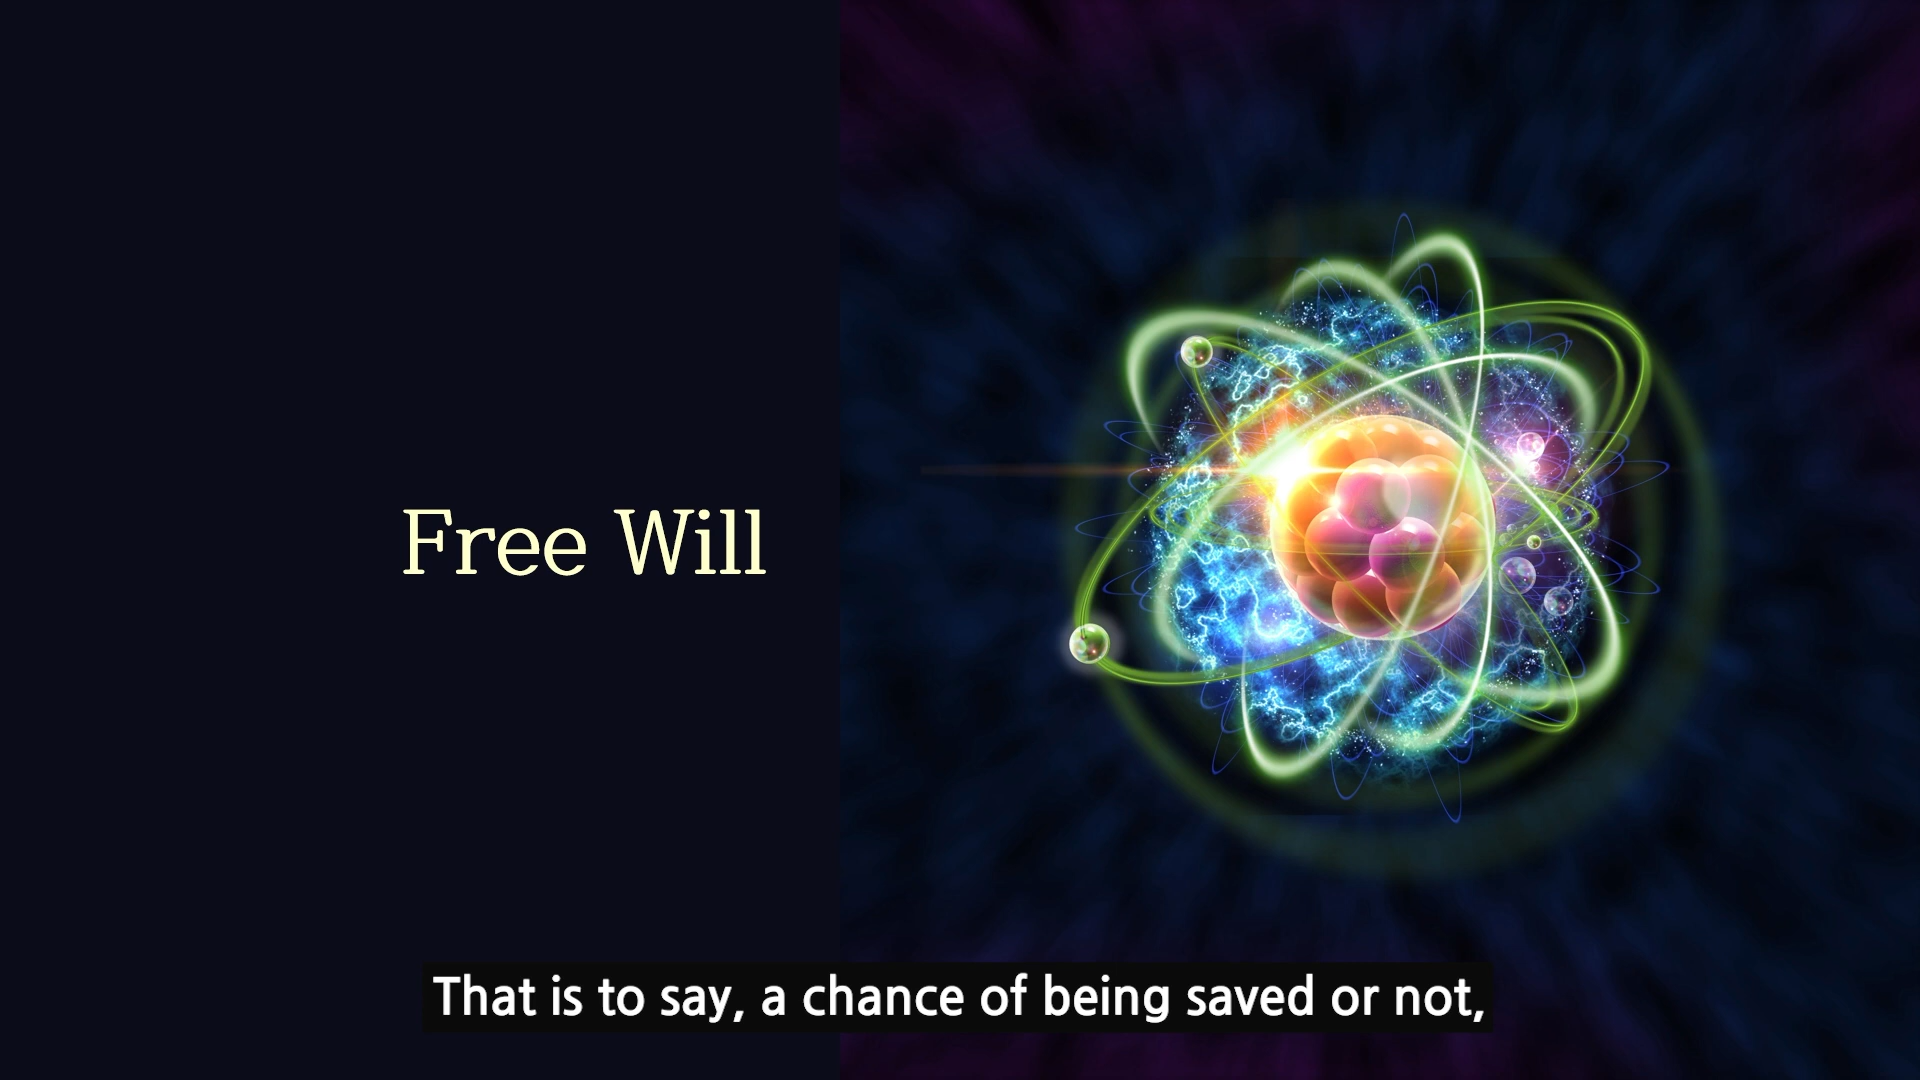 Free Will
That is to say, a chance of being saved or not,